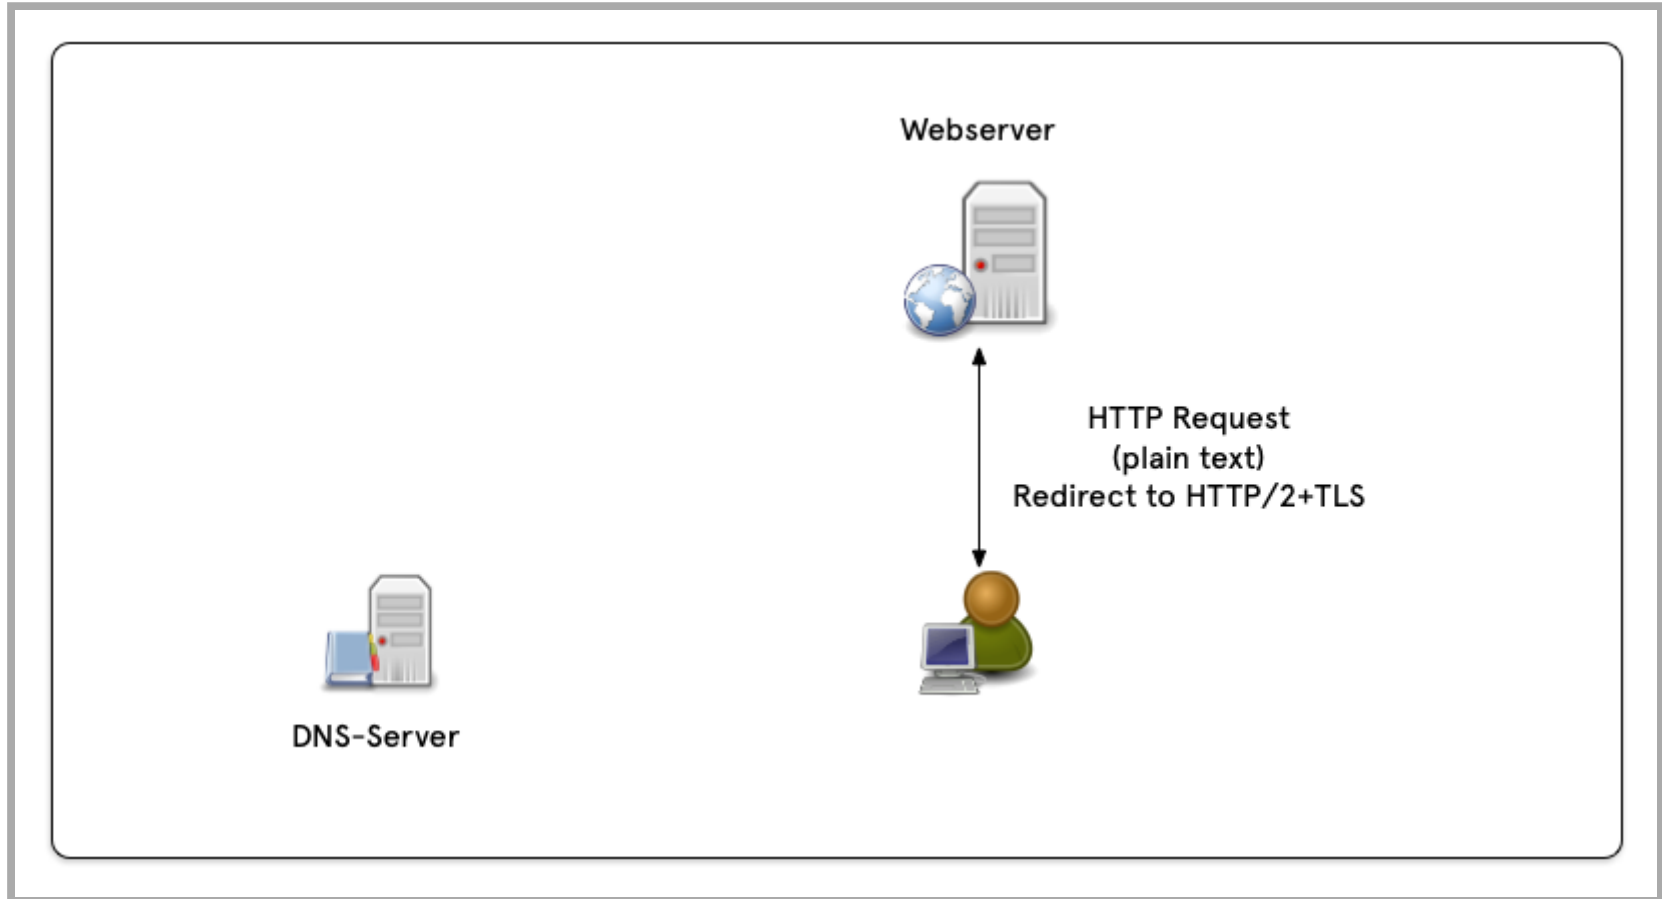 Webserver
HTTP Request
(plain text)
Redirect to HTTP/2+TLS
DNS-Server